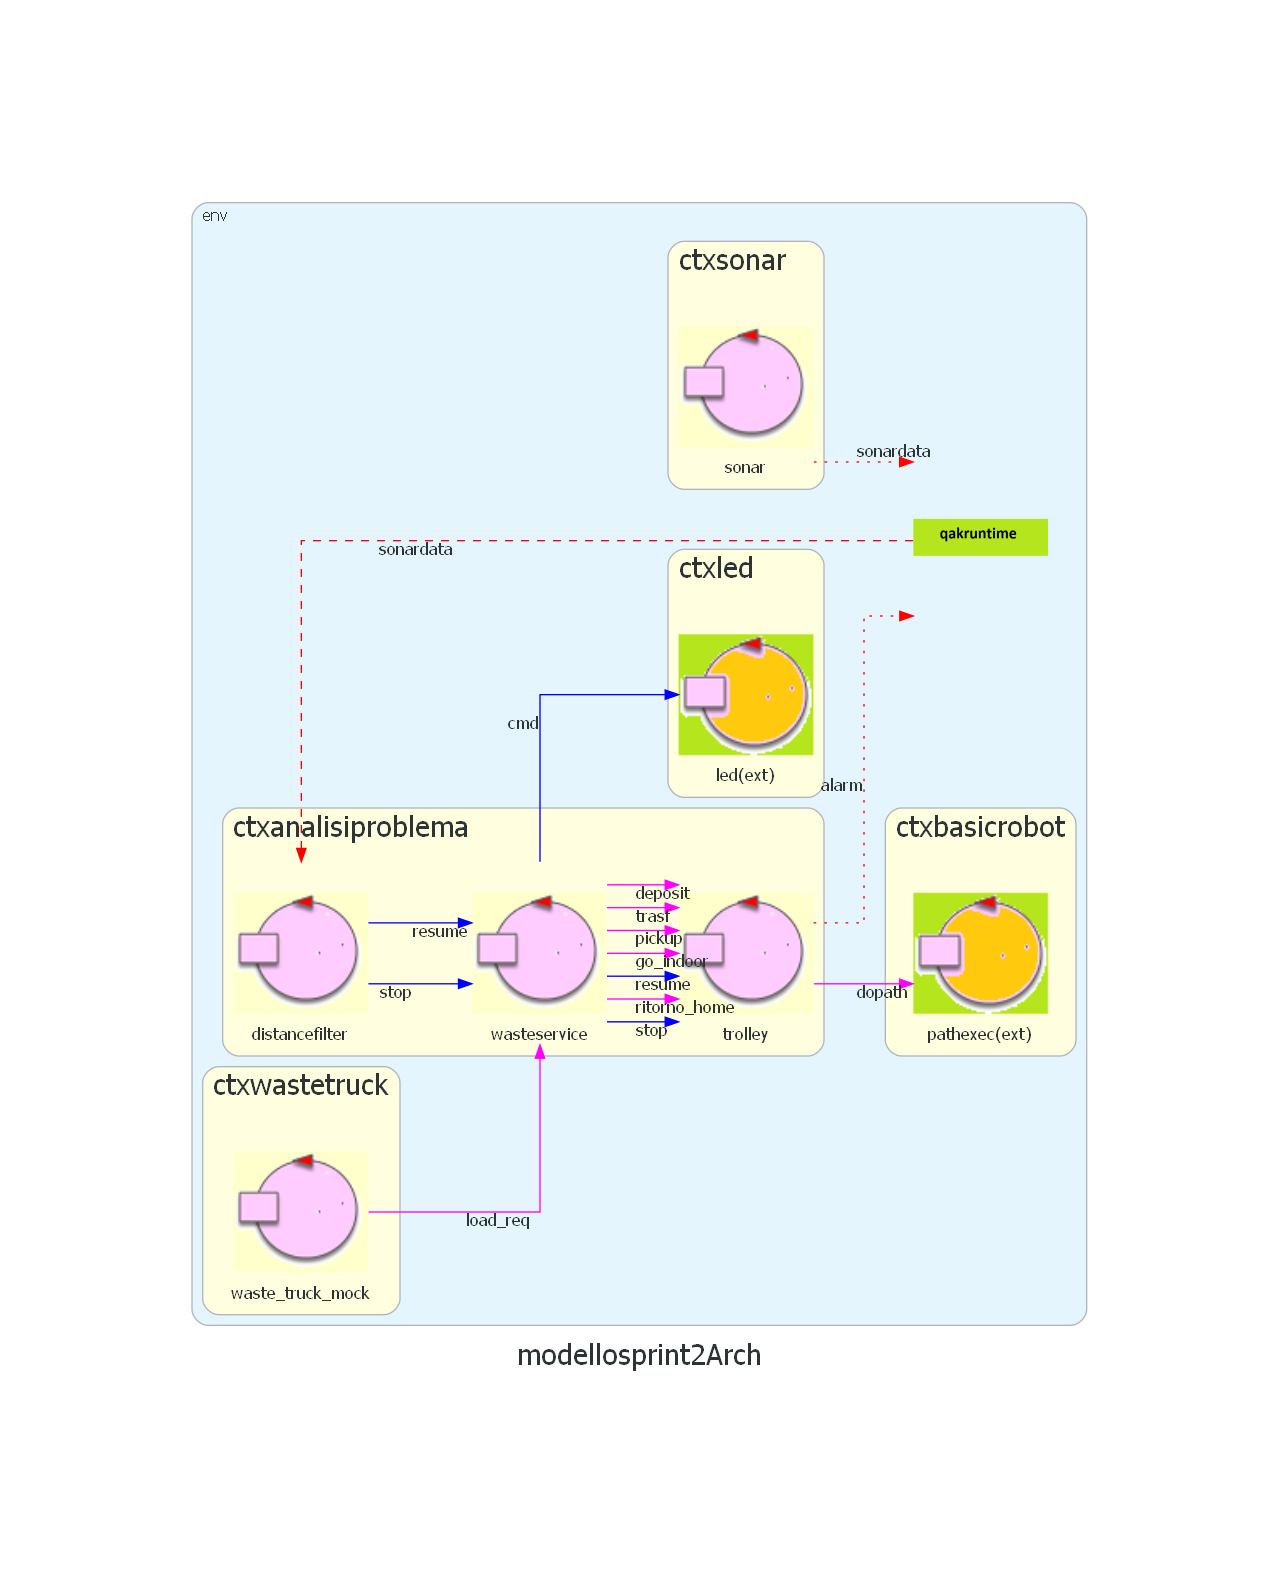 env
ctxsonar
sonar
sonardata
qakruntime
sonardata
ctxled
led(ext)
cmd
alarm
ctxanalisiproblema
ctxbasicrobot
deposit
trasf
resume
pickup
go_indoor
stop
resume
dopath
ritorno_home
stop
distancefilter
wasteservice
trolley
pathexec(ext)
ctxwastetruck
load_req
waste_truck_mock
modellosprint2Arch